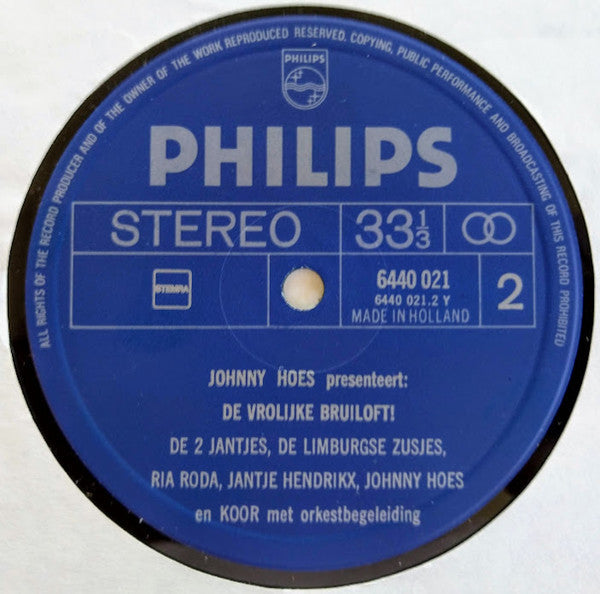 ALL RIGHTS OF THE RECORD PRODUCER AND OF THE OWNER OF THE WORK REPRODUCED RESERVED. COPYING, PUBLIC PERFORMANCE AND BROADCASTING OF THIS RECORD PROHIBITED
PHILIPS
PHILIPS
STEREO 33 1/3
STEMRA 6440 021 2
6440 021.2 Y
MADE IN HOLLAND
JOHNNY HOES presenteert:
DE VROLIJKE BRUILOFT!
DE 2 JANTJES, DE LIMBURGSE ZUSJES,
RIA RODA, JANTJE HENDRIKX, JOHNNY HOES
en KOOR met orkestbegeleiding